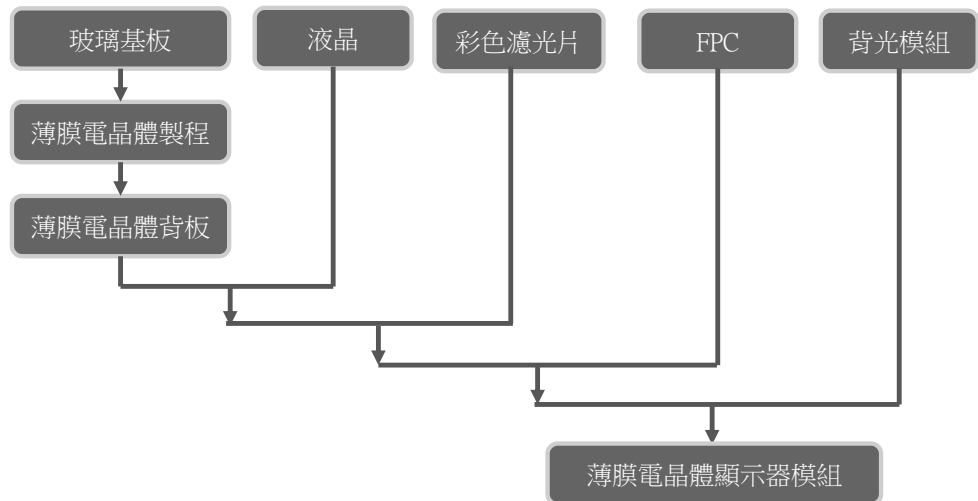 玻璃基板
液晶
彩色濾光片
FPC
背光模組
薄膜電晶體製程
薄膜電晶體背板
薄膜電晶體顯示器模組